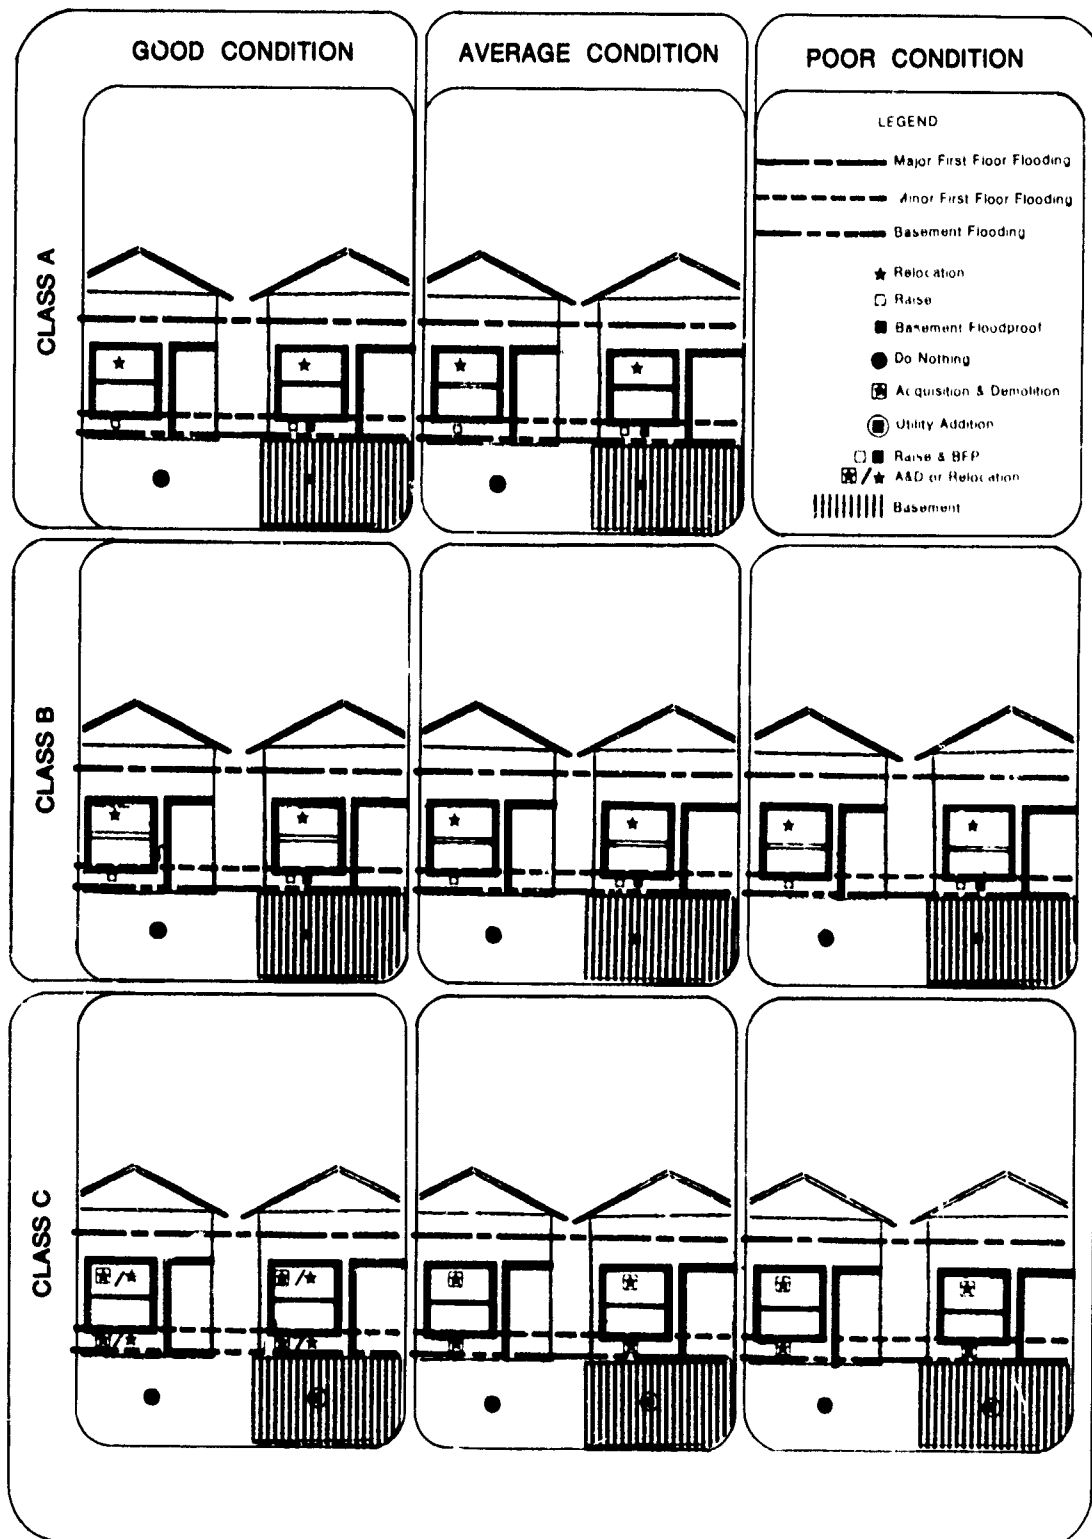 GOOD CONDITION
AVERAGE CONDITION
POOR CONDITION
LEGEND
Major First Floor Flooding
Minor First Floor Flooding
Basement Flooding
Relocation
Raise
Basement Floodproof
Do Nothing
Acquisition & Demolition
Utility Addition
Raise & BFP
/ A&D or Relocation
Basement
CLASS A
CLASS B
CLASS C
/ /
/ /